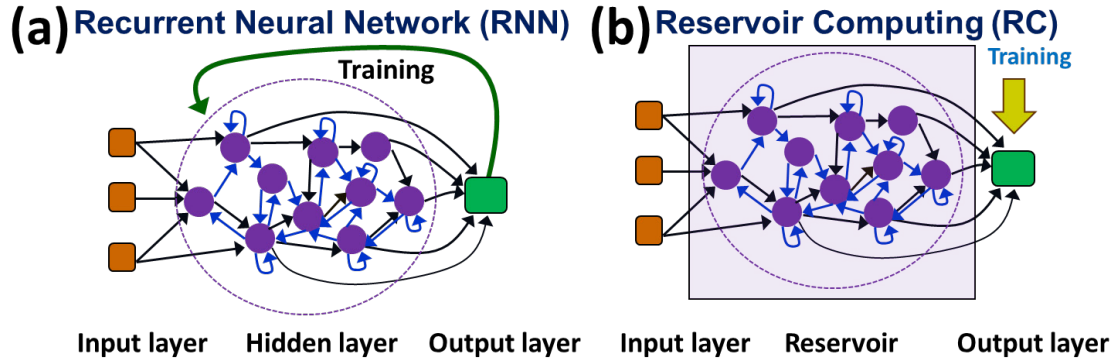 (a) Recurrent Neural Network (RNN)
Training
Input layer Hidden layer Output layer
(b) Reservoir Computing (RC)
Training
Input layer Reservoir Output layer